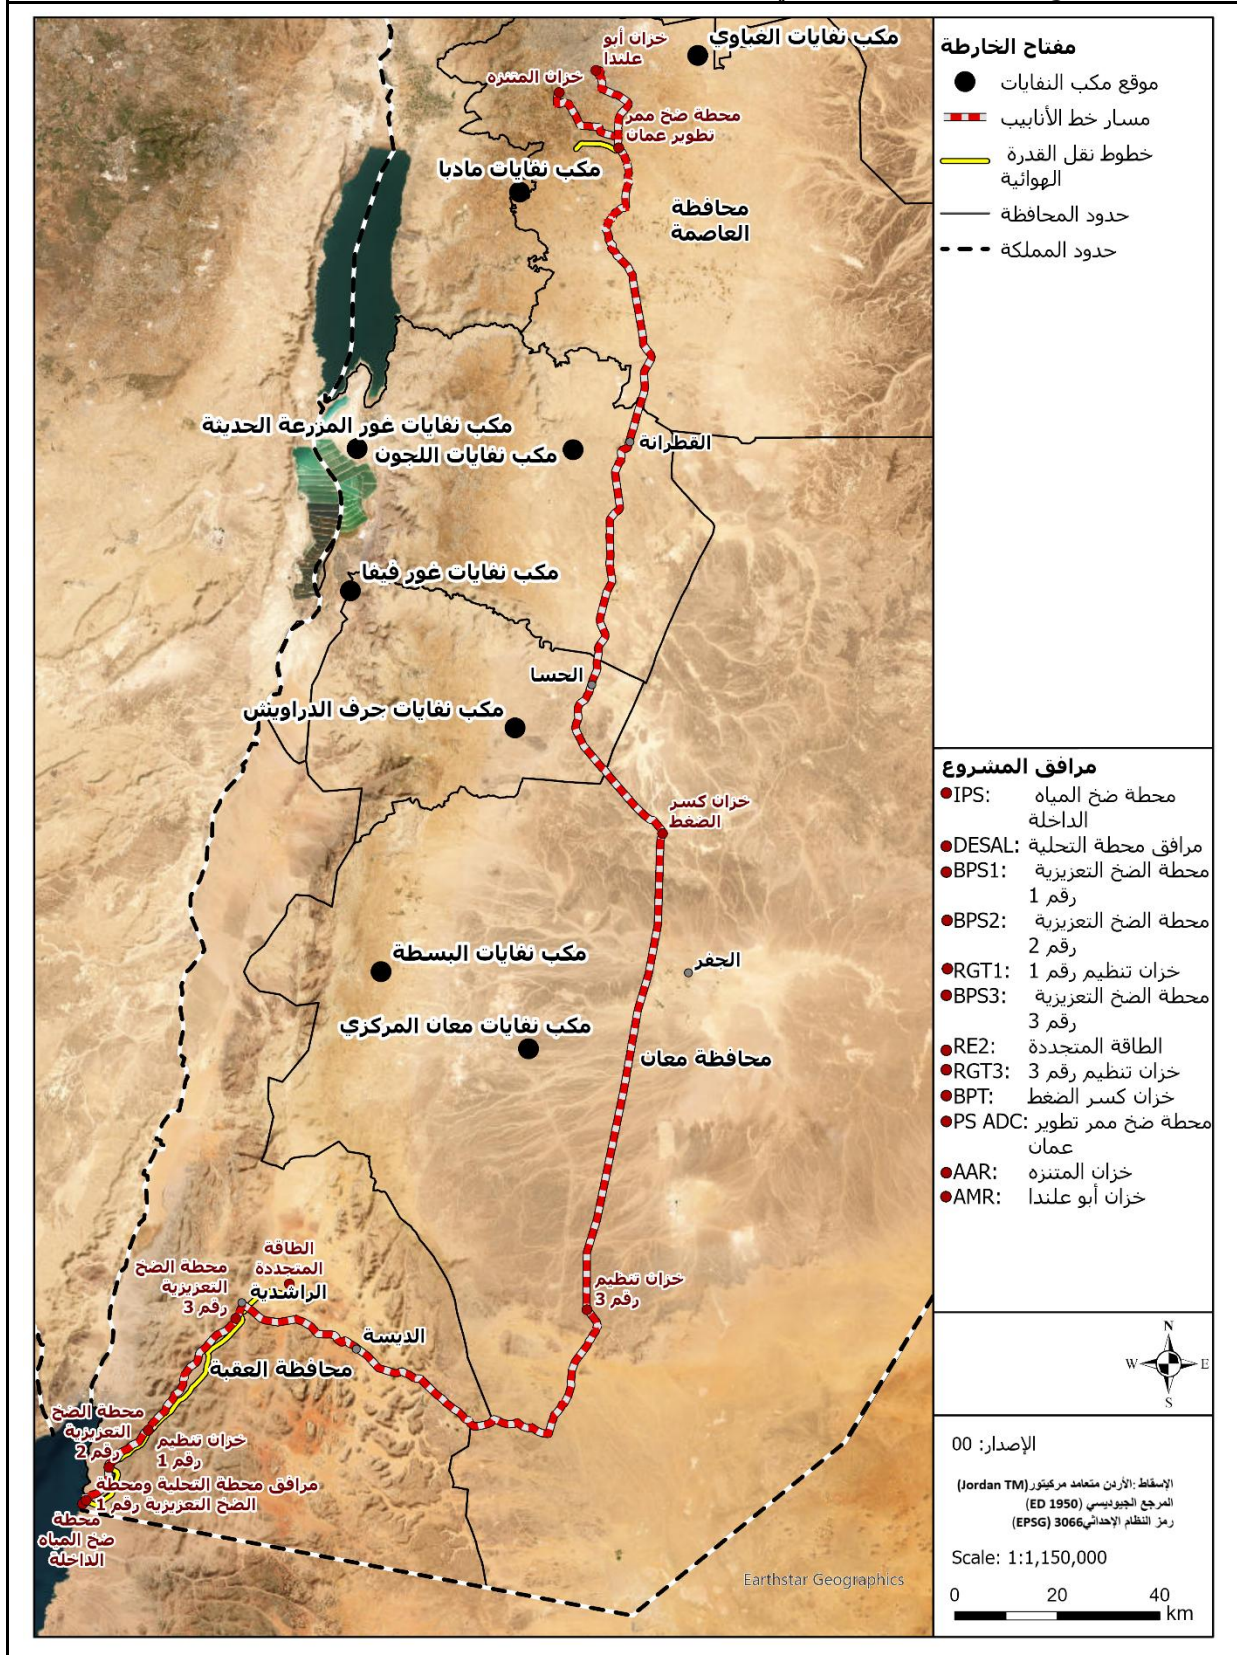 مكب نفايات الغباوي
خزان أبو
علندا
خزان المتنزه
محطة ضخ ممر
تطوير عمان
مكب نفايات مادبا
محافظة
العاصمة
مكب نفايات غور المزرعة الحديثة
القطرانة
مكب نفايات اللجون
مكب نفايات غور فيفا
الحسا
مكب نفايات جرف الدراويش
خزان كسر
الضغط
مكب نفايات البسطة
الجفر
مكب نفايات معان المركزي
محافظة معان
الطاقة
المتجددة
محطة الضخ
التعزيزية
رقم 3
الراشدية
خزان تنظيم
رقم 3
الديسة
محافظة العقبة
محطة الضخ
التعزيزية
رقم 2
خزان تنظيم
رقم 1
مرافق محطة التحلية ومحطة
الضخ التعزيزية رقم 1
محطة
ضخ المياه
الداخلة
Earthstar Geographics
مفتاح الخارطة
موقع مكب النفايات
مسار خط الأنابيب
خطوط نقل القدرة
الهوائية
حدود المحافظة
حدود المملكة
مرافق المشروع
IPS: محطة ضخ المياه
الداخلة
DESAL: مرافق محطة التحلية
BPS1: محطة الضخ التعزيزية
رقم 1
BPS2: محطة الضخ التعزيزية
رقم 2
RGT1: خزان تنظيم رقم 1
BPS3: محطة الضخ التعزيزية
رقم 3
RE2: الطاقة المتجددة
RGT3: خزان تنظيم رقم 3
BPT: خزان كسر الضغط
PS ADC: محطة ضخ ممر تطوير
عمان
AAR: خزان المتنزه
AMR: خزان أبو علندا
N
W E
S
الإصدار: 00
الإسقاط :الأردن متعامد مركيتور(Jordan TM)
المرجع الجيوديسي (ED 1950)
رمز النظام الإحداثي3066 (EPSG)
Scale: 1:1,150,000
0 20 40
km